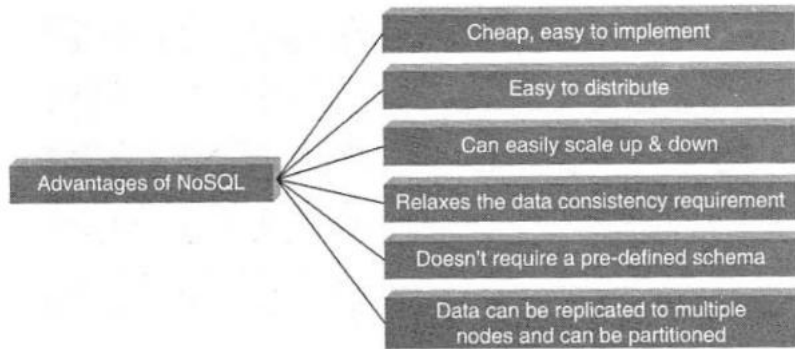 Advantages of NoSQL
Cheap, easy to implement
Easy to distribute
Can easily scale up & down
Relaxes the data consistency requirement
Doesn't require a pre-defined schema
Data can be replicated to multiple
nodes and can be partitioned